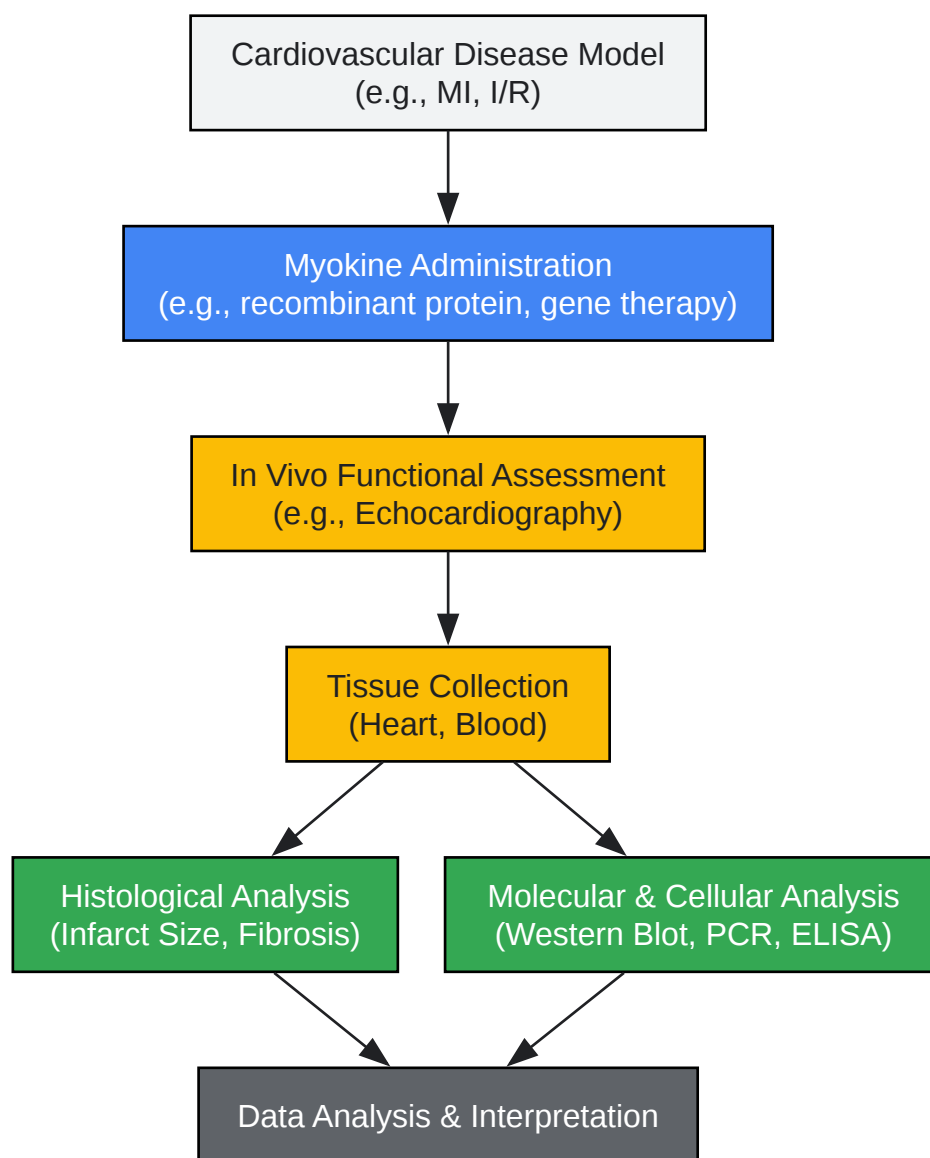 Cardiovascular Disease Model
(e.g., MI, I/R)
Myokine Administration
(e.g., recombinant protein, gene therapy)
In Vivo Functional Assessment
(e.g., Echocardiography)
Tissue Collection
(Heart, Blood)
Histological Analysis
(Infarct Size, Fibrosis)
Molecular & Cellular Analysis
(Western Blot, PCR, ELISA)
Data Analysis & Interpretation